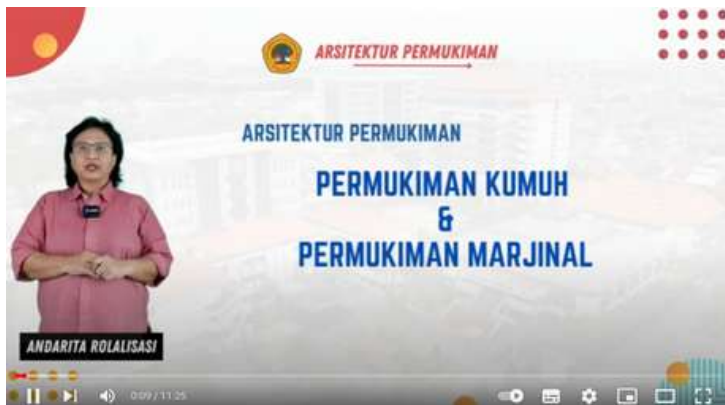 ARSITEKTUR PERMUKIMAN
ARSITEKTUR PERMUKIMAN
PERMUKIMAN KUMUH
&
PERMUKIMAN MARJINAL
ANDARITA ROLALISASI
0:09 / 11:25